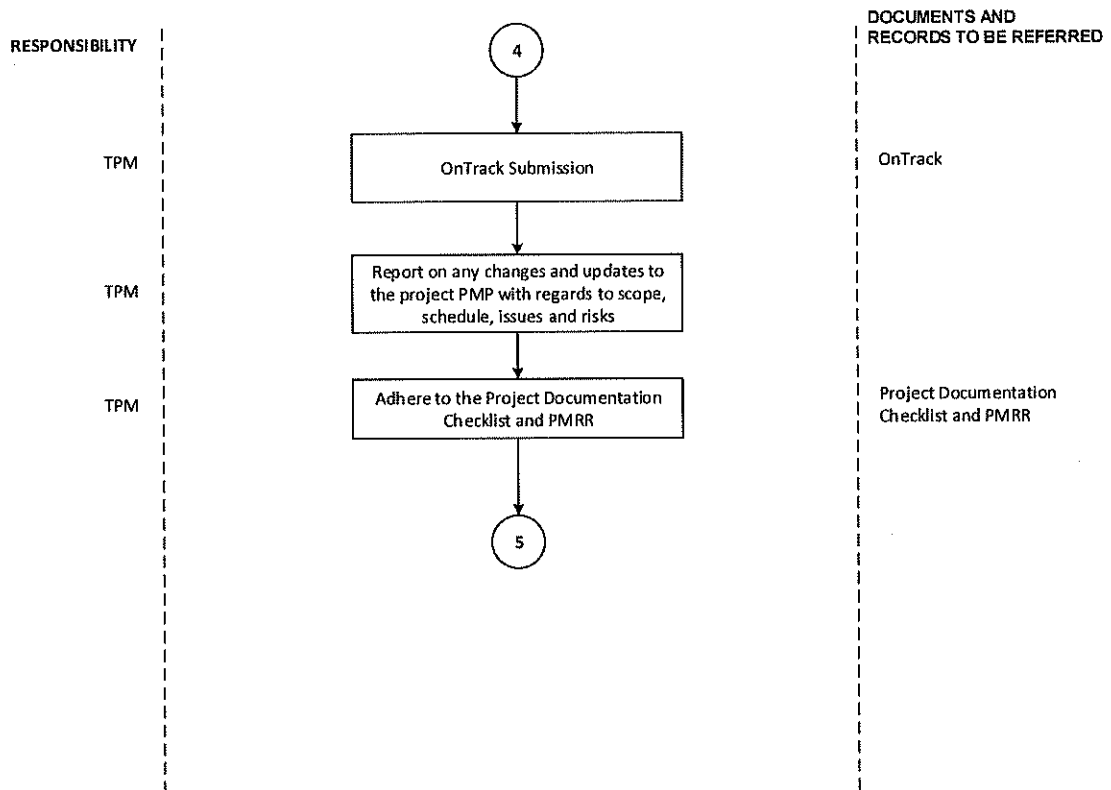 RESPONSIBILITY
DOCUMENTS AND
RECORDS TO BE REFERRED
4
TPM
OnTrack Submission
OnTrack
TPM
Report on any changes and updates to
the project PMP with regards to scope,
schedule, issues and risks
TPM
Adhere to the Project Documentation
Checklist and PMRR
Project Documentation
Checklist and PMRR
5